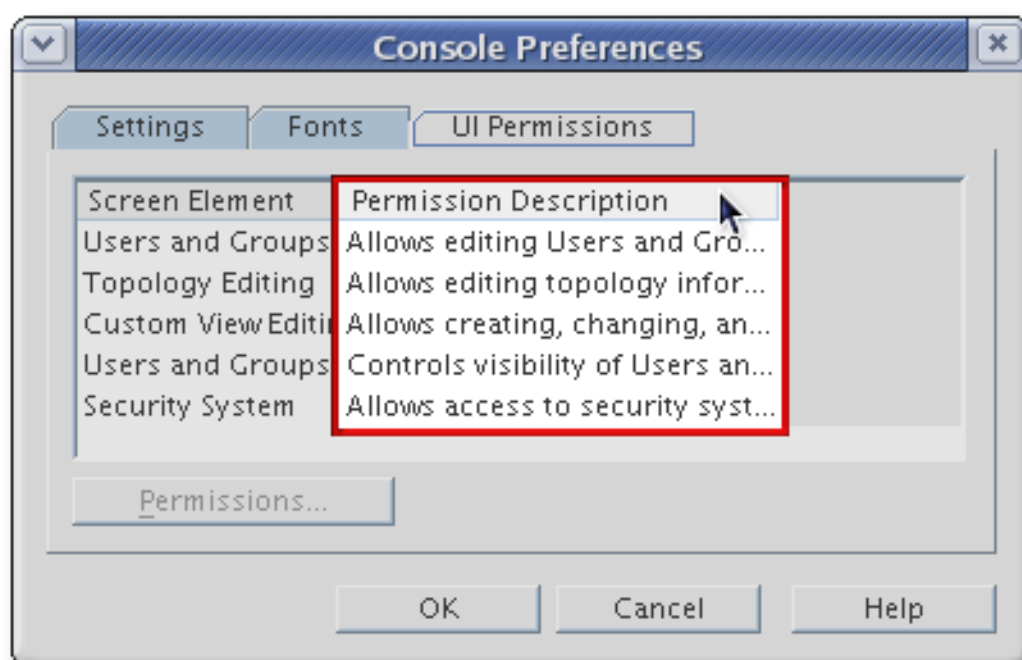 Console Preferences
Settings Fonts UI Permissions
Screen Element Permission Description
Users and Groups Allows editing Users and Gro...
Topology Editing Allows editing topology infor...
Custom View Editi Allows creating, changing, an...
Users and Groups Controls visibility of Users an...
Security System Allows access to security syst...
Permissions...
OK Cancel Help